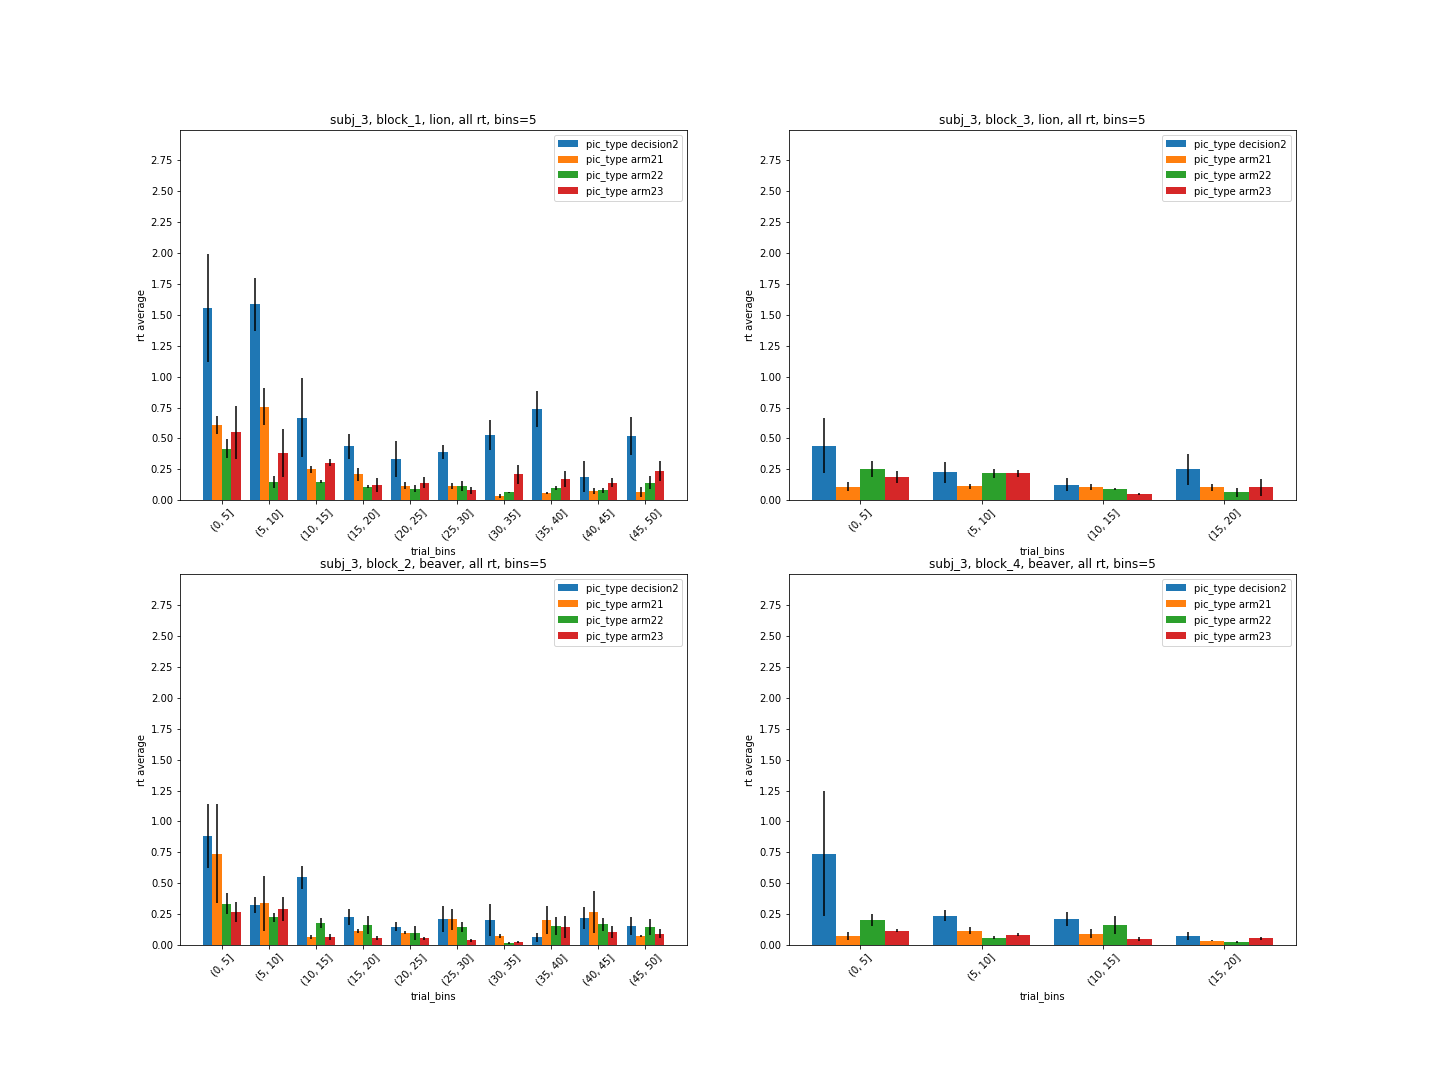 subj_3, block_1, lion, all rt, bins=5
pic_type decision2
pic_type arm21
pic_type arm22
pic_type arm23
rt average
2.75
2.50
2.25
2.00
1.75
1.50
1.25
1.00
0.75
0.50
0.25
0.00
(0, 5]
(5, 10]
(10, 15]
(15, 20]
(20, 25]
(25, 30]
(30, 35]
(35, 40]
(40, 45]
(45, 50]
trial_bins
subj_3, block_3, lion, all rt, bins=5
pic_type decision2
pic_type arm21
pic_type arm22
pic_type arm23
rt average
2.75
2.50
2.25
2.00
1.75
1.50
1.25
1.00
0.75
0.50
0.25
0.00
(0, 5]
(5, 10]
(10, 15]
(15, 20]
trial_bins
subj_3, block_2, beaver, all rt, bins=5
pic_type decision2
pic_type arm21
pic_type arm22
pic_type arm23
rt average
2.75
2.50
2.25
2.00
1.75
1.50
1.25
1.00
0.75
0.50
0.25
0.00
(0, 5]
(5, 10]
(10, 15]
(15, 20]
(20, 25]
(25, 30]
(30, 35]
(35, 40]
(40, 45]
(45, 50]
trial_bins
subj_3, block_4, beaver, all rt, bins=5
pic_type decision2
pic_type arm21
pic_type arm22
pic_type arm23
rt average
2.75
2.50
2.25
2.00
1.75
1.50
1.25
1.00
0.75
0.50
0.25
0.00
(0, 5]
(5, 10]
(10, 15]
(15, 20]
trial_bins